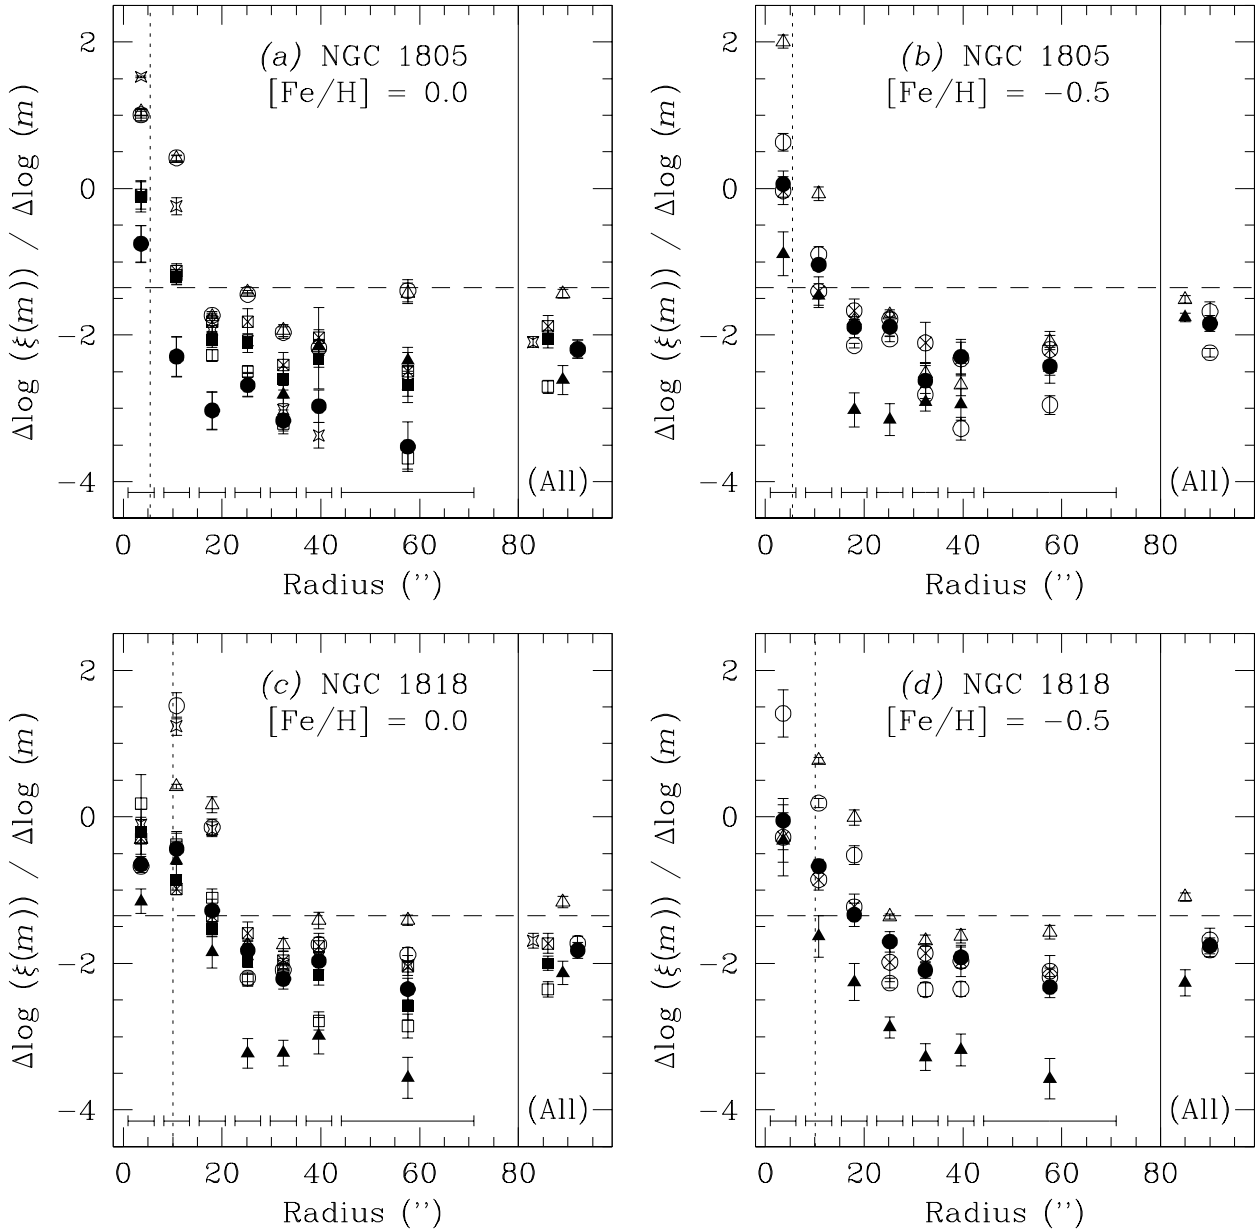 (a) NGC 1805
[Fe/H] = 0.0
2
0
−2
−4
Δlog (ξ(m)) / Δlog (m)
(All)
0 20 40 60 80
Radius (’’)
(b) NGC 1805
[Fe/H] = −0.5
2
0
−2
−4
Δlog (ξ(m)) / Δlog (m)
(All)
0 20 40 60 80
Radius (’’)
(c) NGC 1818
[Fe/H] = 0.0
2
0
−2
−4
Δlog (ξ(m)) / Δlog (m)
(All)
0 20 40 60 80
Radius (’’)
(d) NGC 1818
[Fe/H] = −0.5
2
0
−2
−4
Δlog (ξ(m)) / Δlog (m)
(All)
0 20 40 60 80
Radius (’’)